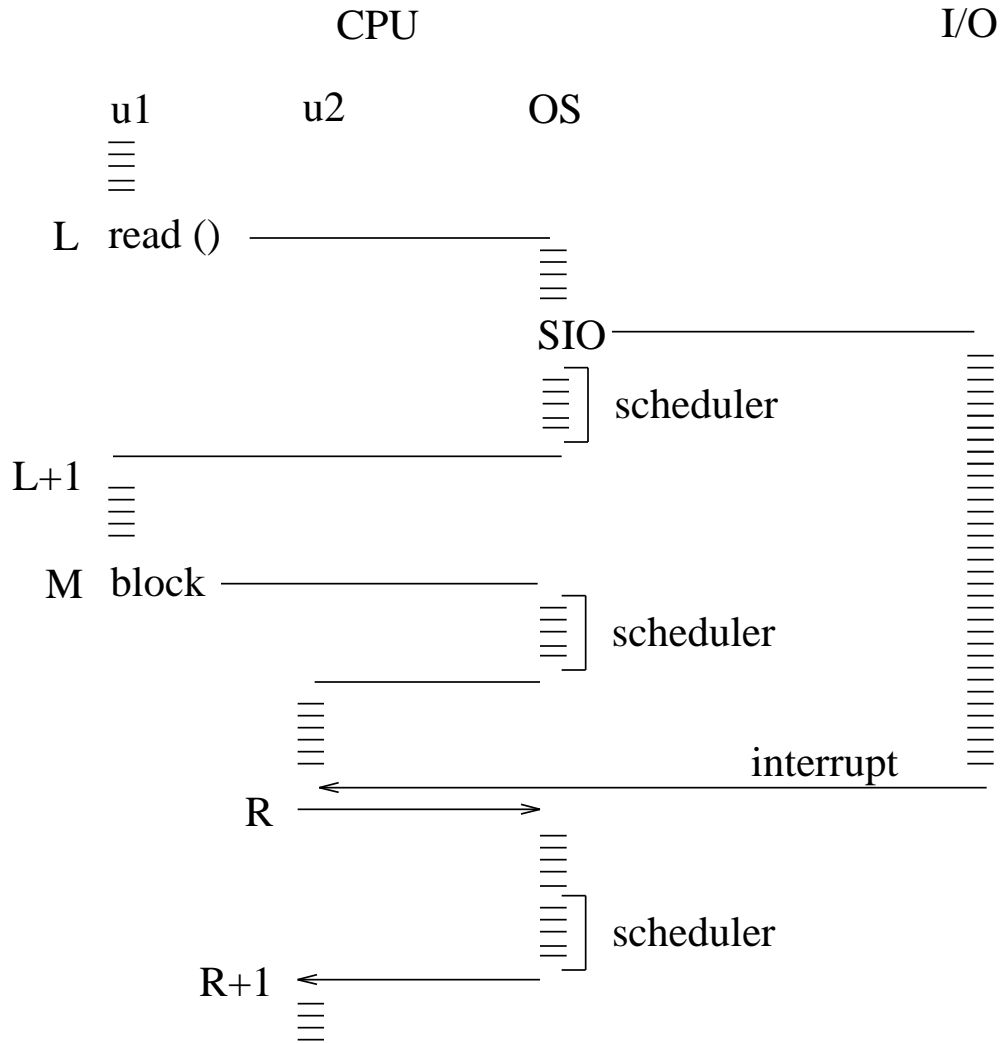 CPU I/O
u1 u2 OS
L read ()
SIO
scheduler
L+1
M block
scheduler
interrupt
R
scheduler
R+1